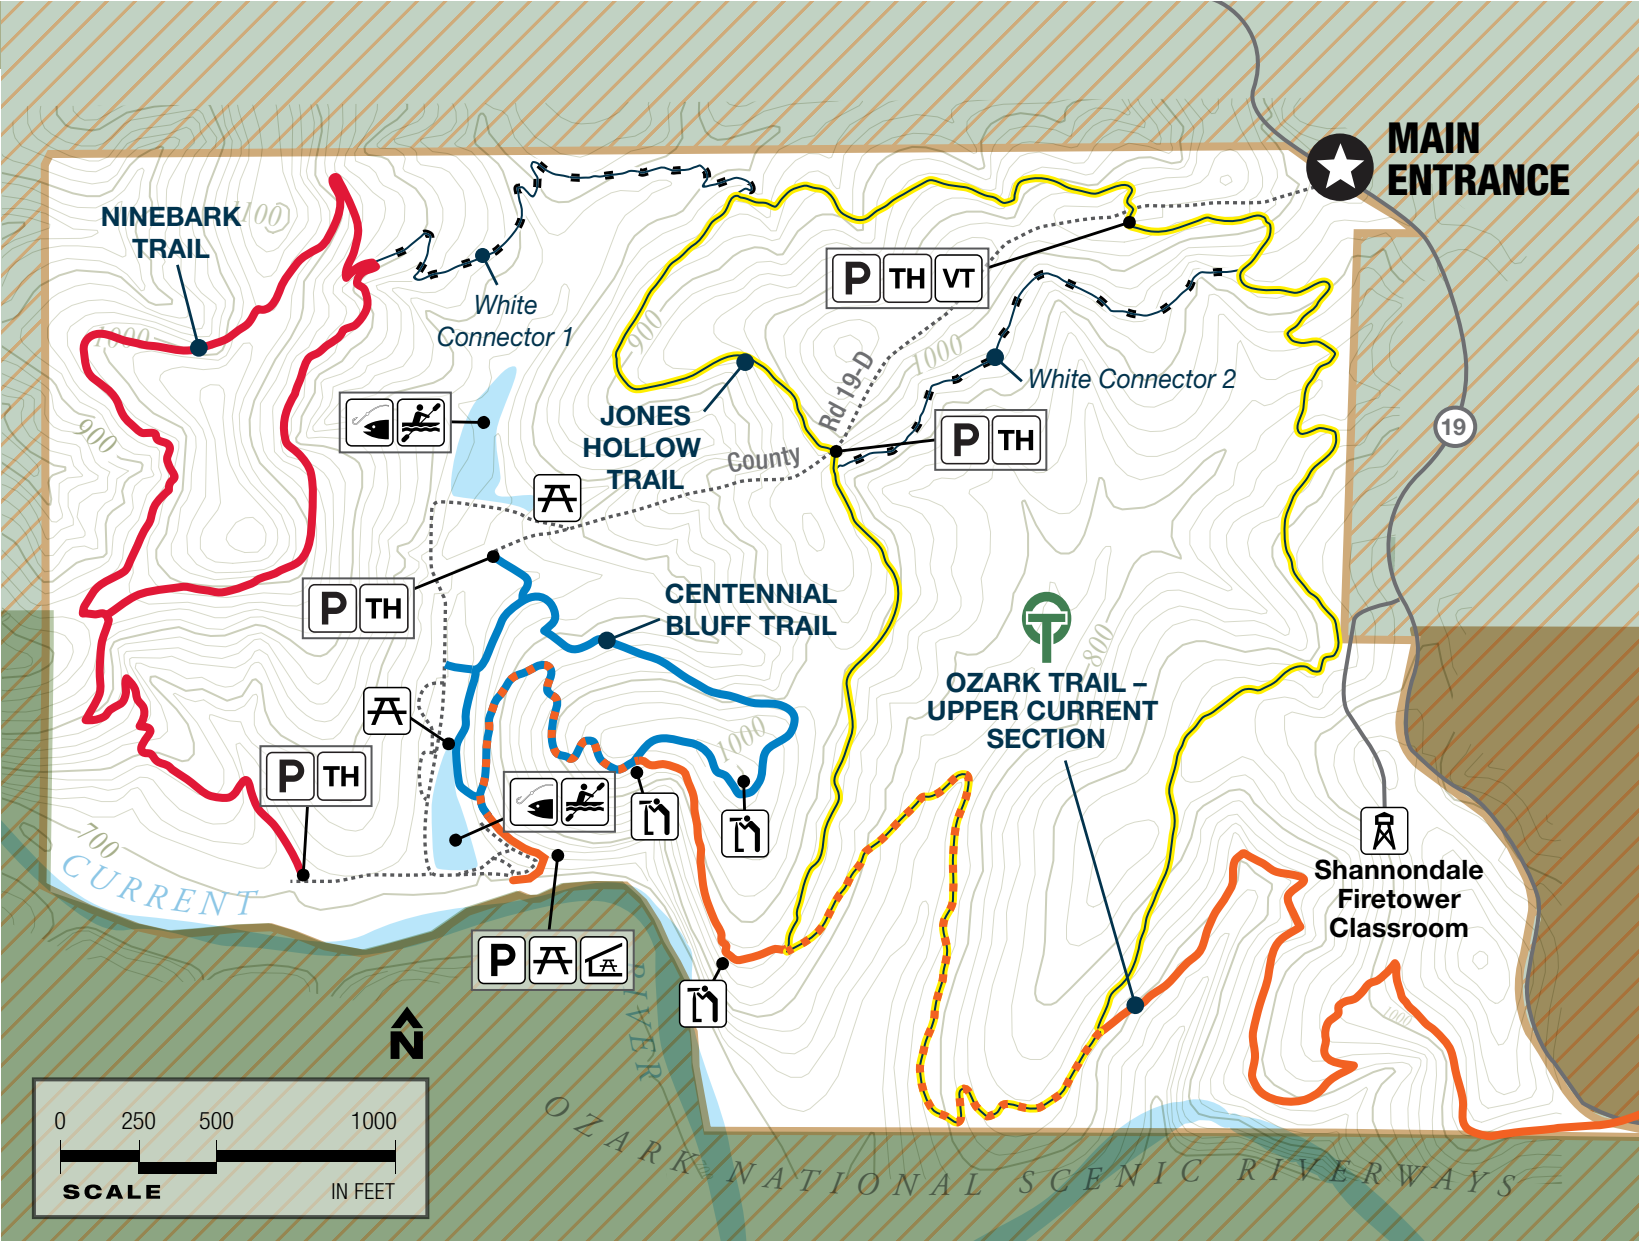 MAIN
ENTRANCE
NINEBARK
TRAIL
1100
White
Connector 1
P TH VT
1000
900
1000
Rd 19-D
White Connector 2
JONES
HOLLOW
TRAIL
900
P TH
19
County
P TH
CENTENNIAL
BLUFF TRAIL
800
OZARK TRAIL –
UPPER CURRENT
SECTION
1000
P TH
700
CURRENT
Shannondale
Firetower
Classroom
P
RIVER
1000
N
OZARK NATIONAL SCENIC RIVERWAYS
0 250 500 1000
SCALE IN FEET